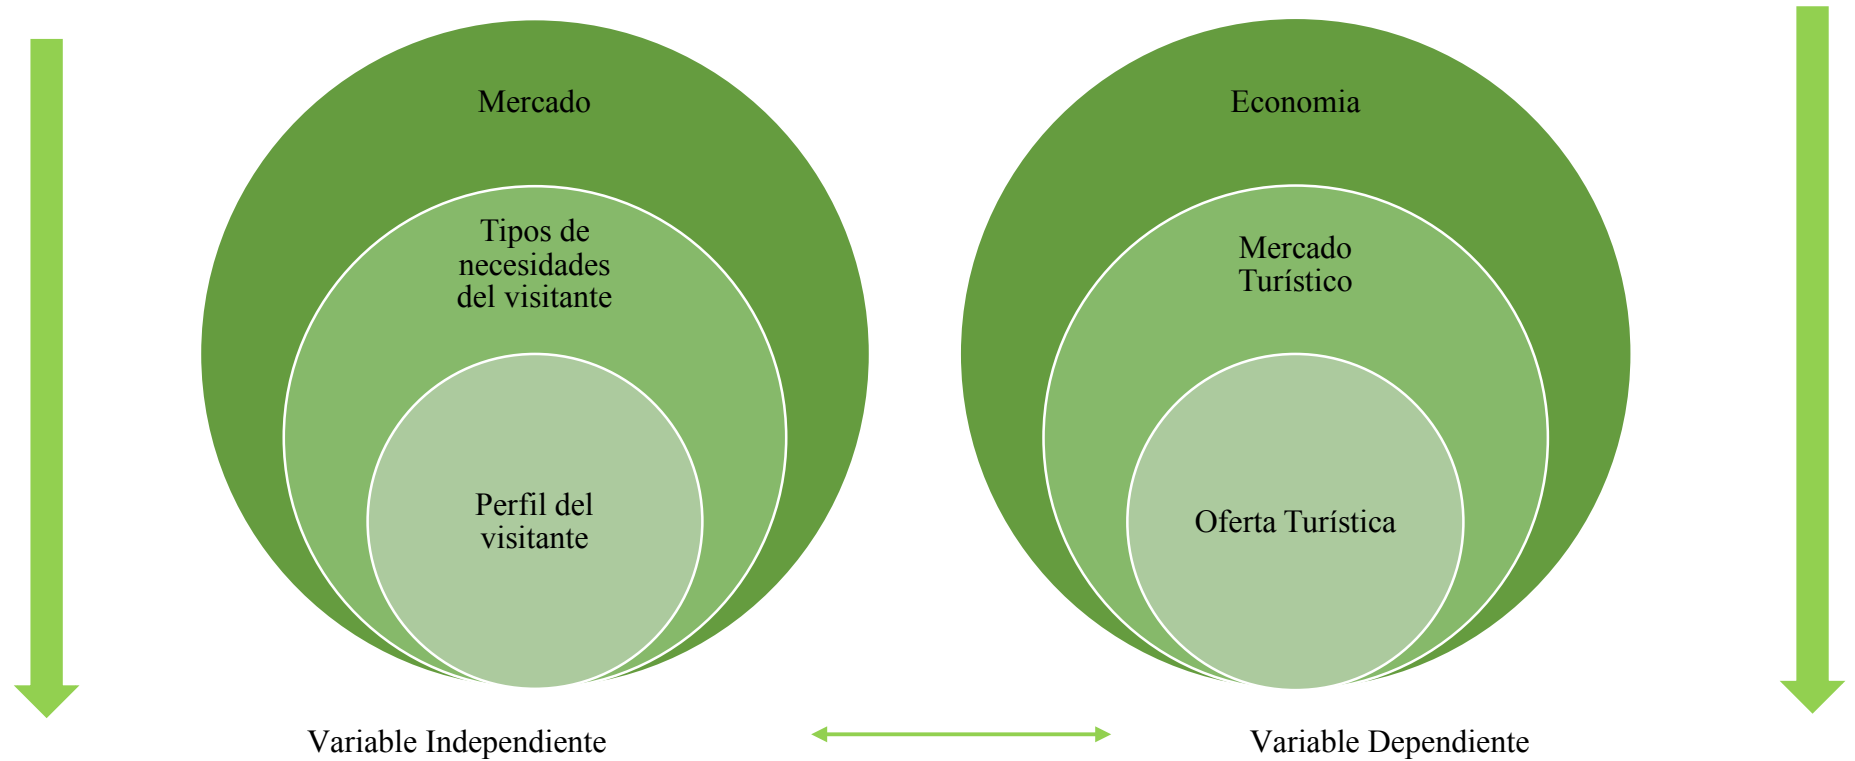 Mercado
Tipos de
necesidades
del visitante
Perfil del
visitante
Economia
Mercado
Turístico
Oferta Turística
Variable Independiente
Variable Dependiente